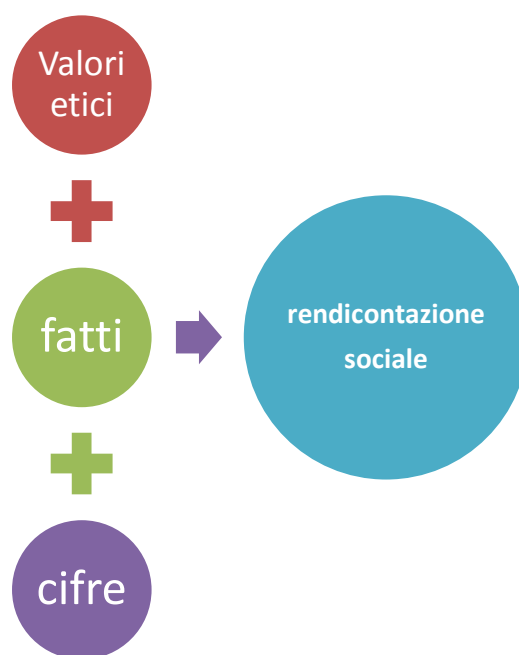 Valori
etici
fatti
cifre
rendicontazione
sociale